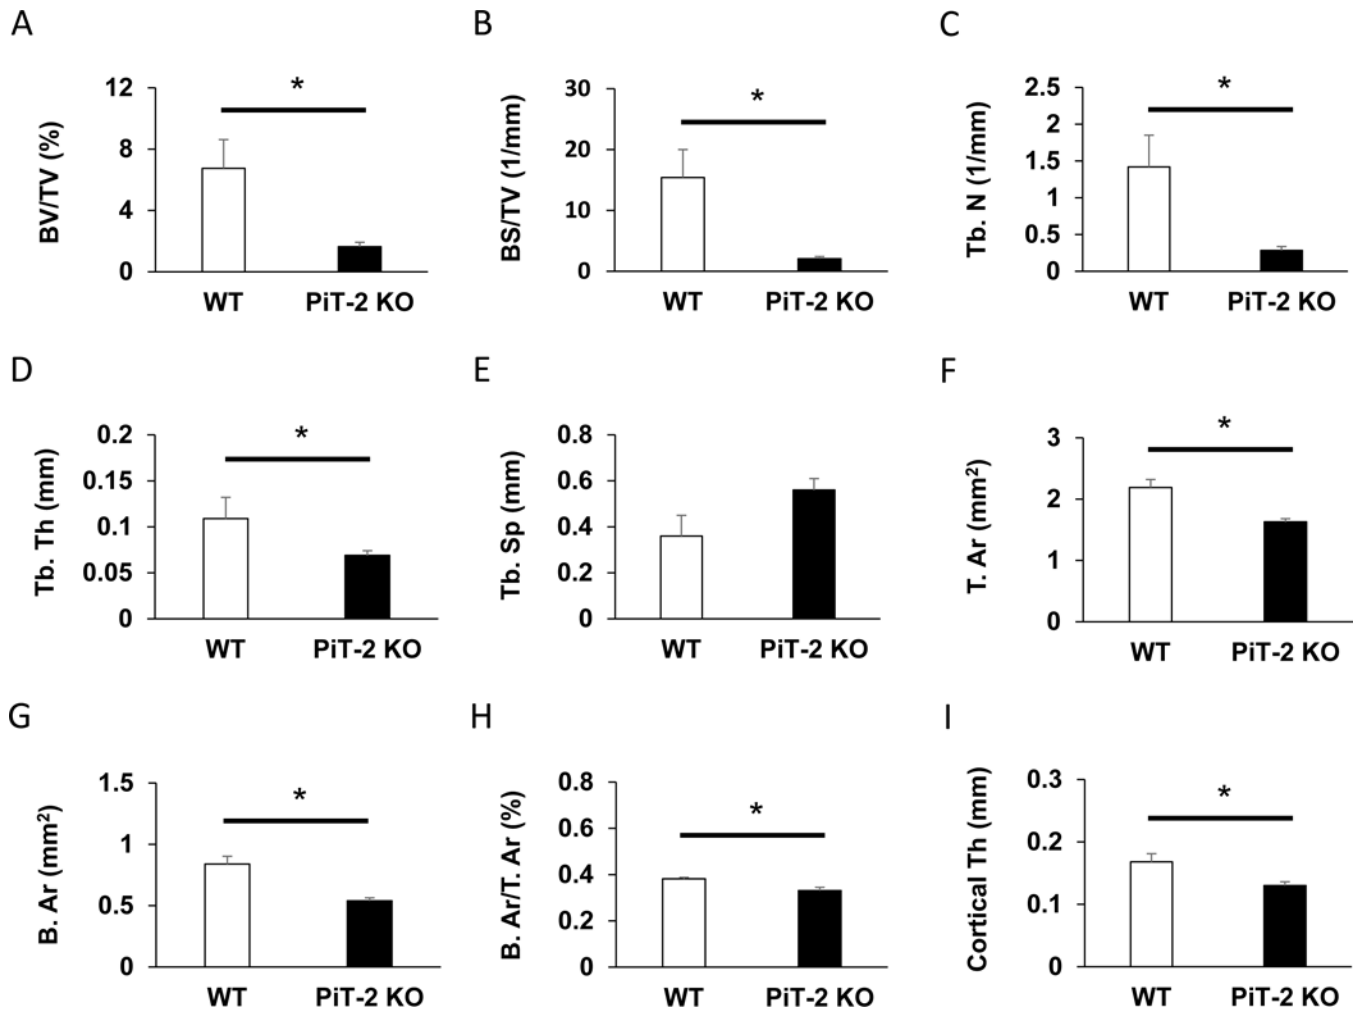 A
BV/TV (%)
12
8
4
0
*
WT PiT-2 KO
B
BS/TV (1/mm)
30
20
10
0
*
WT PiT-2 KO
C
Tb. N (1/mm)
2.5
2
1.5
1
0.5
0
*
WT PiT-2 KO
D
Tb. Th (mm)
0.2
0.15
0.1
0.05
0
*
WT PiT-2 KO
E
Tb. Sp (mm)
0.8
0.6
0.4
0.2
0
WT PiT-2 KO
F
T. Ar (mm²)
3
2
1
0
*
WT PiT-2 KO
G
B. Ar (mm²)
1.5
1
0.5
0
*
WT PiT-2 KO
H
B. Ar/T. Ar (%)
0.8
0.6
0.4
0.2
0
*
WT PiT-2 KO
I
Cortical Th (mm)
0.3
0.2
0.1
0
*
WT PiT-2 KO